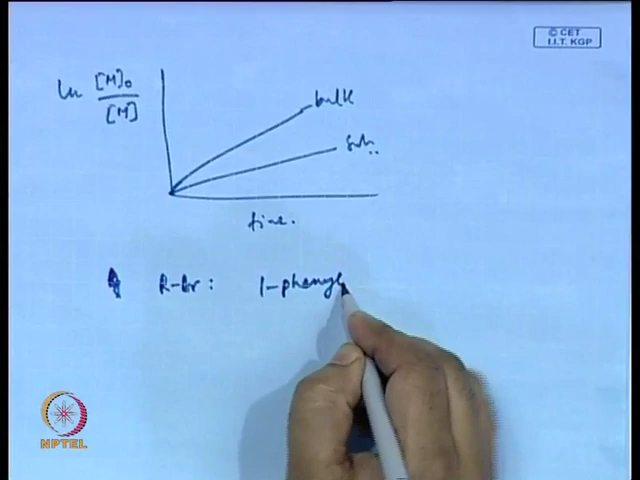 © CET
I.I.T. KGP
ln [M]₀ / [M]
bulk
time.
R-Br: 1-phenyl
NPTEL